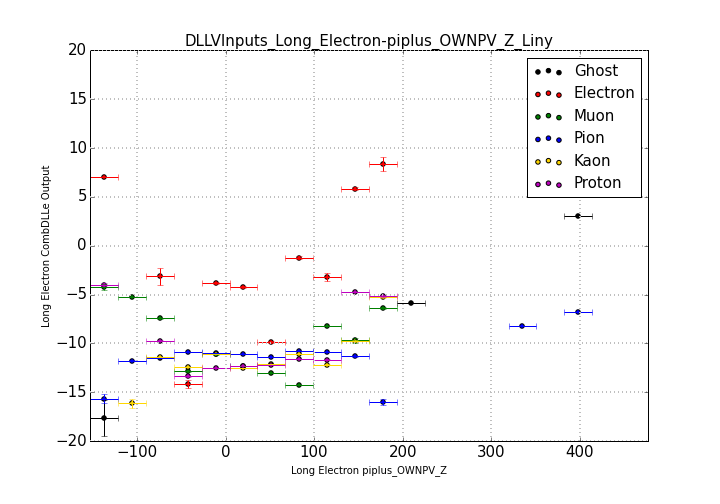 DLLVInputs_Long_Electron-piplus_OWNPV_Z_Liny
20
15
10
5
0
−5
−10
−15
−20
Long Electron CombDLLe Output
Ghost
Electron
Muon
Pion
Kaon
Proton
−100
0
100
200
300
400
Long Electron piplus_OWNPV_Z